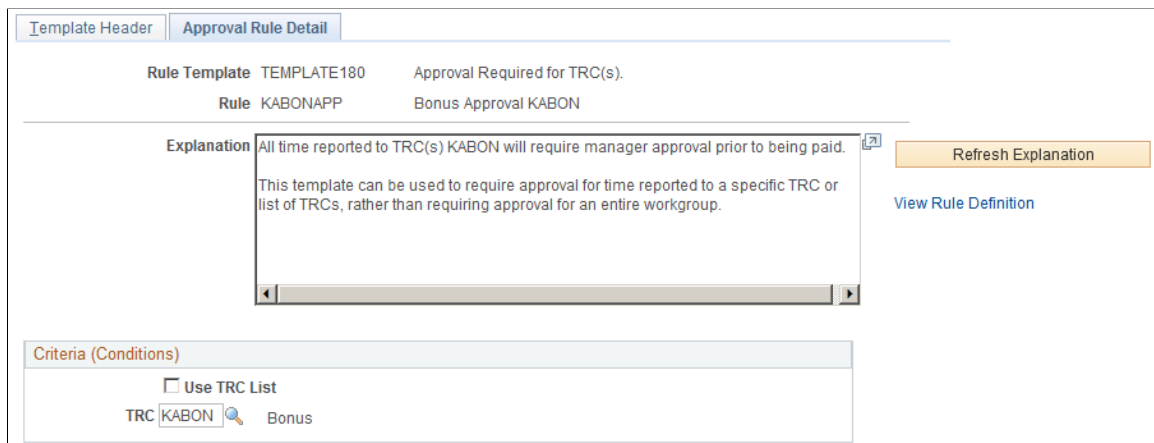 Template Header
Approval Rule Detail
Rule Template TEMPLATE180 Approval Required for TRC(s).
Rule KABONAPP Bonus Approval KABON
Explanation All time reported to TRC(s) KABON will require manager approval prior to being paid.
Refresh Explanation
This template can be used to require approval for time reported to a specific TRC or
list of TRCs, rather than requiring approval for an entire workgroup.
View Rule Definition
Criteria (Conditions)
Use TRC List
TRC KABON Bonus